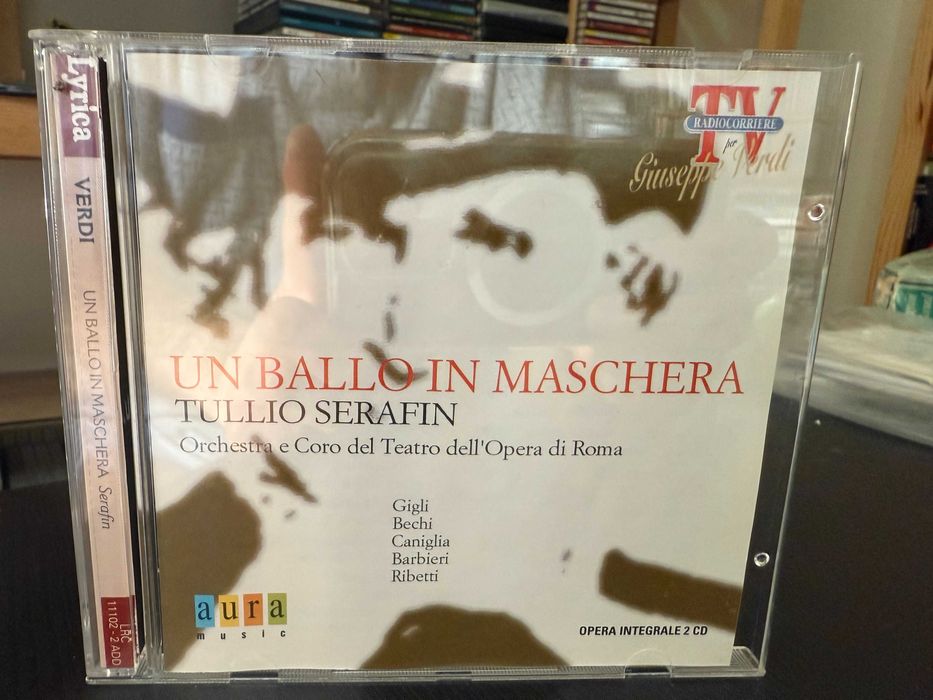 Lyrica
VERDI
UN BALLO IN MASCHERA Serafin
LRC
11102 - 2 ADD
TV
RADIOCORRIERE
per
Giuseppe Verdi
UN BALLO IN MASCHERA
TULLIO SERAFIN
Orchestra e Coro del Teatro dell'Opera di Roma
Gigli
Bechi
Caniglia
Barbieri
Ribetti
aura
music
OPERA INTEGRALE 2 CD